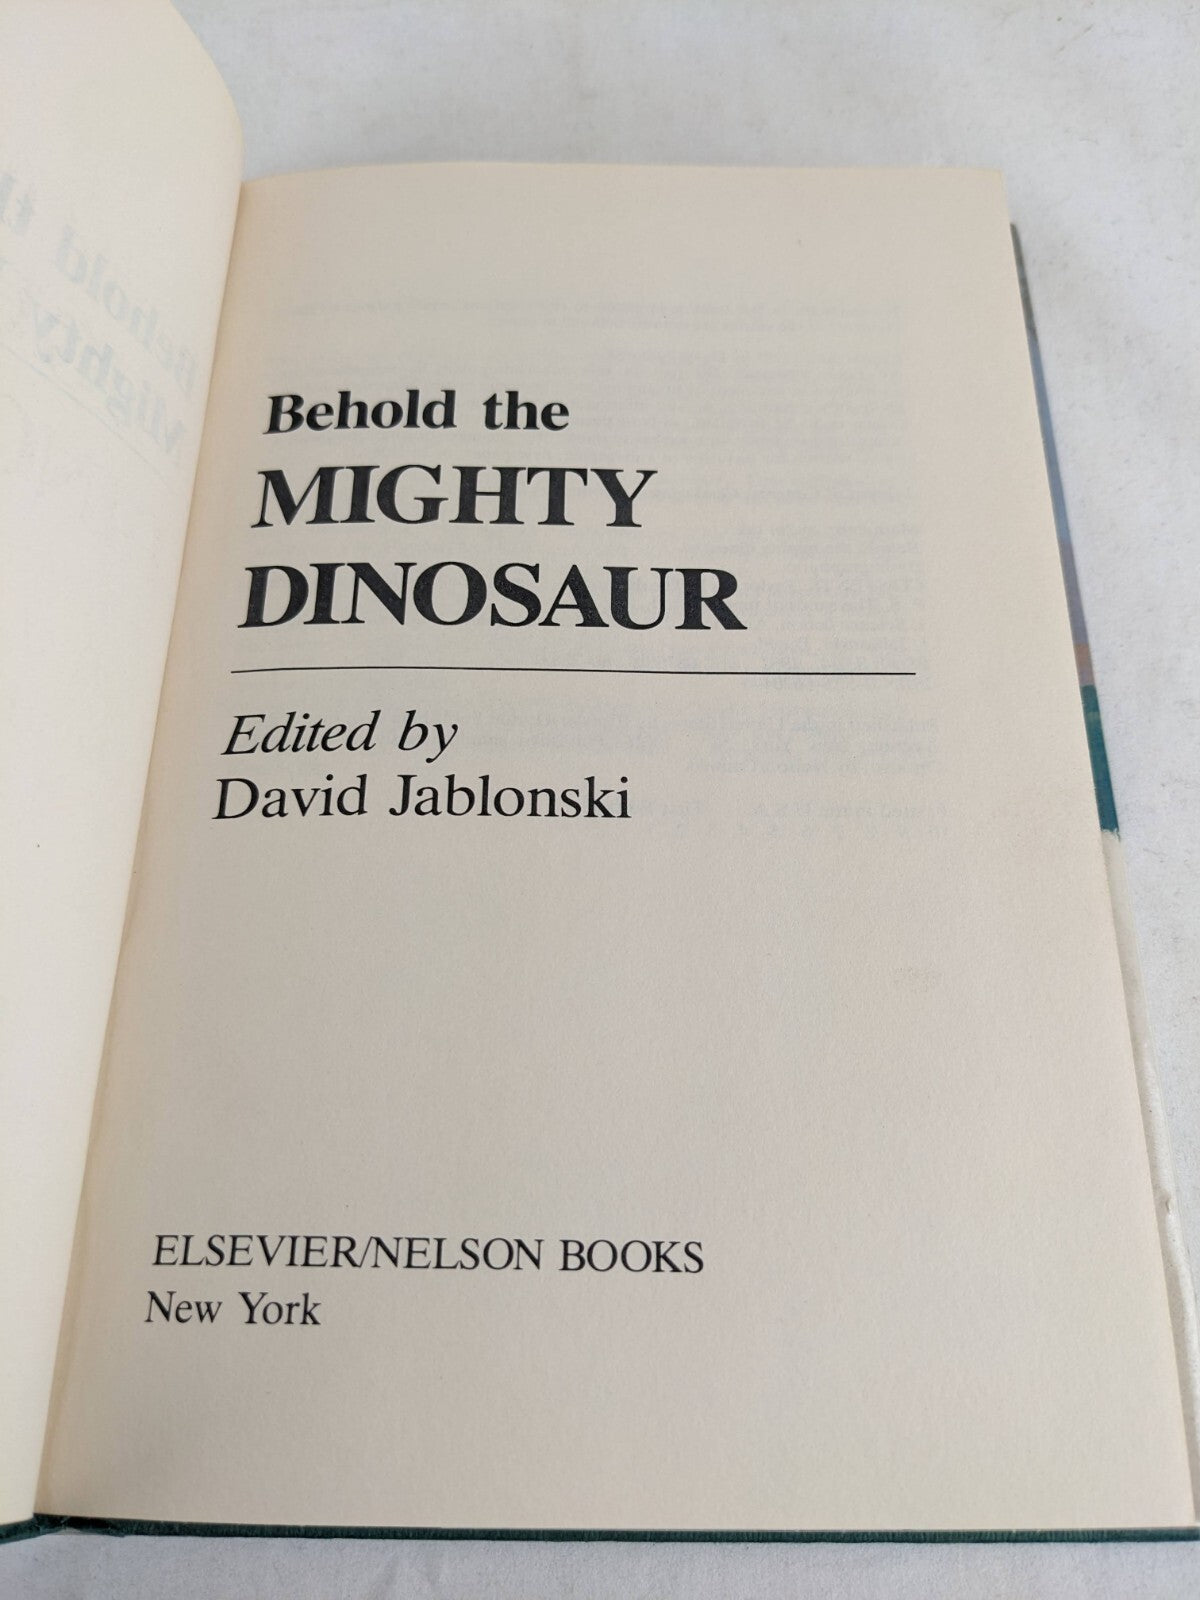 Behold the
MIGHTY
DINOSAUR
Edited by
David Jablonski
ELSEVIER/NELSON BOOKS
New York